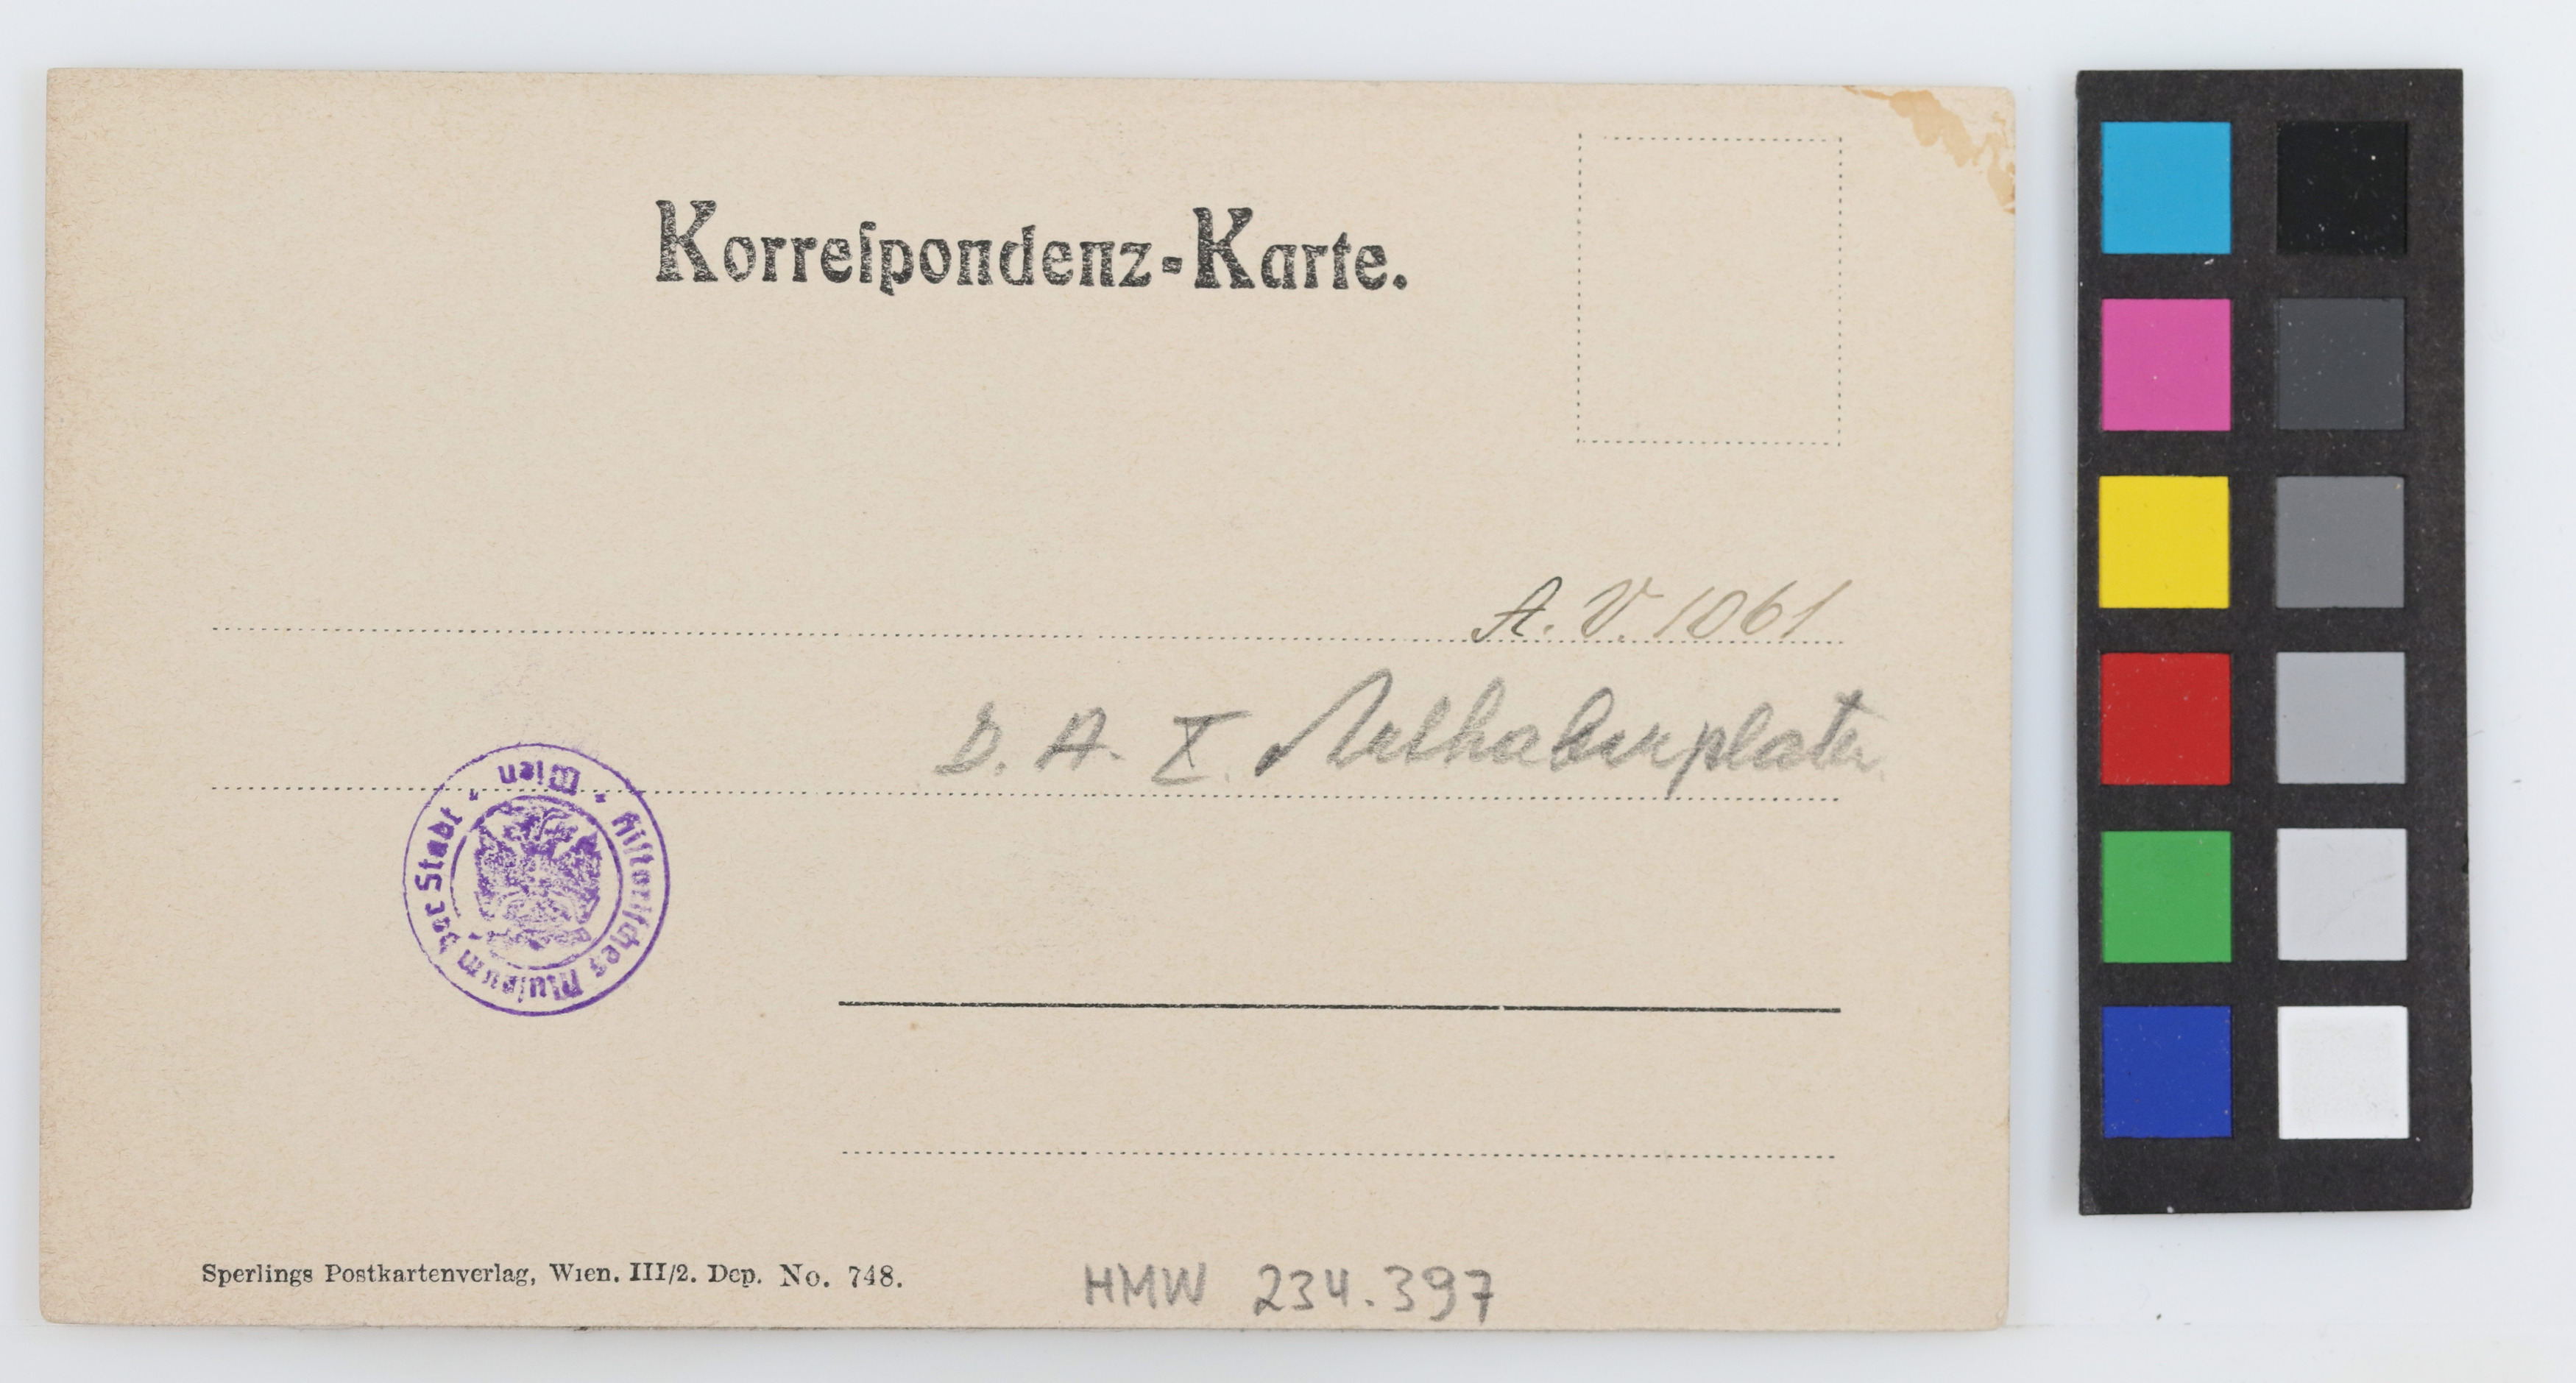 Korreſpondenz-Karte.
A. V. 1061
D. A. X. Arthaberplatz
Hiſtoriſches Muſeum der Stadt Wien
Sperlings Postkartenverlag, Wien. III/2. Dep. No. 748.
HMW 234.397